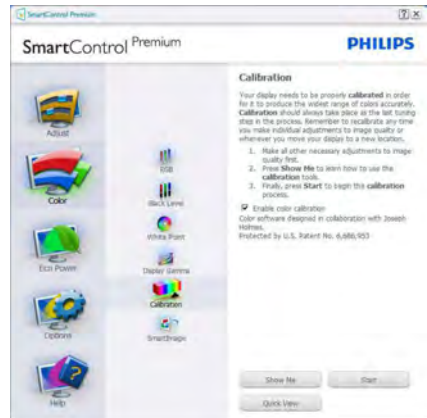 SmartControl Premium
SmartControl Premium
PHILIPS
Adjust
Color
Eco Power
Options
Help
RGB
Black Level
White Point
Display Gamma
Calibration
SmartImage
Calibration
Your display needs to be properly calibrated in order
for it to produce the widest range of colors accurately.
Calibration should always take place as the last tuning
step in the process. Remember to recalibrate any time
you make individual adjustments to image quality or
whenever you move your display to a new location.
1. Make all other necessary adjustments to image
quality first.
2. Press Show Me to learn how to use the
calibration tools.
3. Finally, press Start to begin the calibration
process.
Enable color calibration
Color software designed in collaboration with Joseph
Holmes.
Protected by U.S. Patent No. 6,686,953
Show Me
Start
Quick View